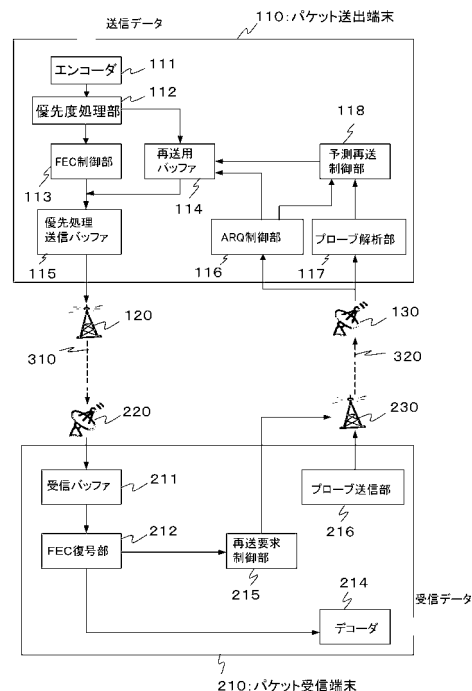 送信データ
110:パケット送出端末
エンコーダ
111
優先度処理部
112
118
FEC制御部
113
再送用
バッファ
114
予測再送
制御部
優先処理
送信バッファ
115
ARQ制御部
116
プローブ解析部
117
120
130
310
320
220
230
受信バッファ
211
プローブ送信部
216
FEC復号部
212
再送要求
制御部
215
受信データ
214
デコーダ
210:パケット受信端末